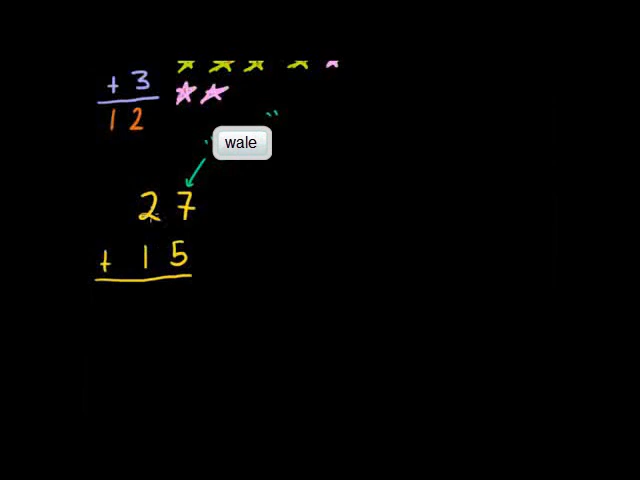 + 3
12
" wale "
27
+ 15